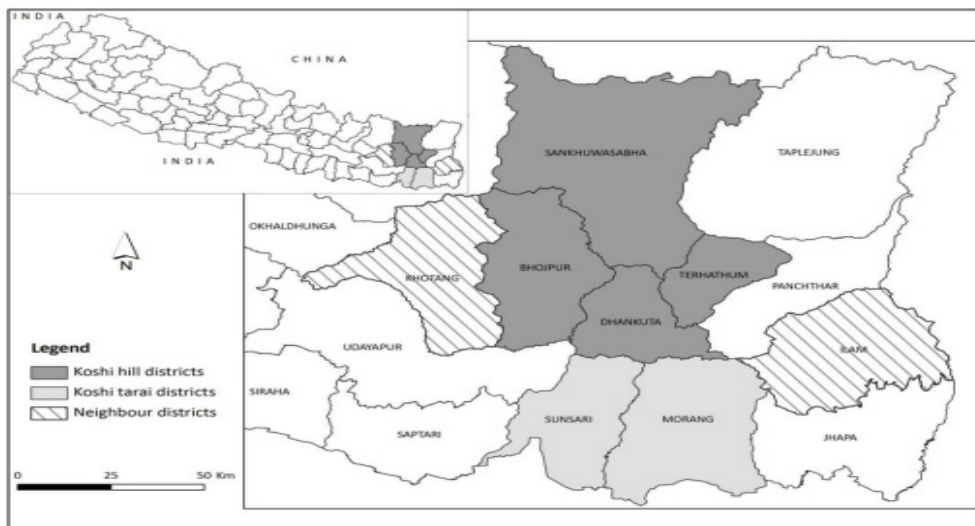 INDIA
CHINA
INDIA
SANKHUWASABHA
TAPLEJUNG
OKHALDHUNGA
KHOTANG
BHOJPUR
TERHATHUM
PANCHTHAR
DHANKUTA
UDAYAPUR
ILAM
SIRAHA
SAPTARI
SUNSARI
MORANG
JHAPA
N
Legend
Koshi hill districts
Koshi tarai districts
Neighbour districts
0 25 50 Km